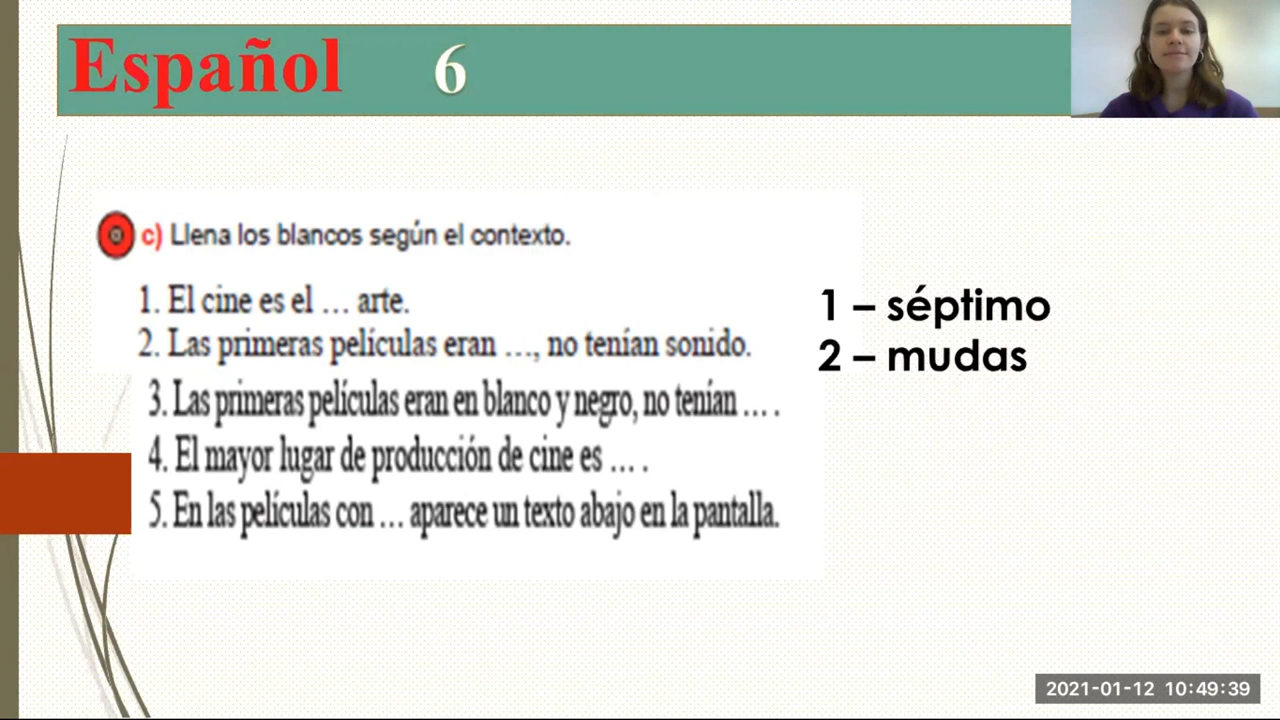 Español 6
c) Llena los blancos según el contexto.
1. El cine es el … arte.
2. Las primeras películas eran …, no tenían sonido.
3. Las primeras películas eran en blanco y negro, no tenían … .
4. El mayor lugar de producción de cine es … .
5. En las películas con … aparece un texto abajo en la pantalla.
1 – séptimo
2 – mudas
2021-01-12 10:49:39